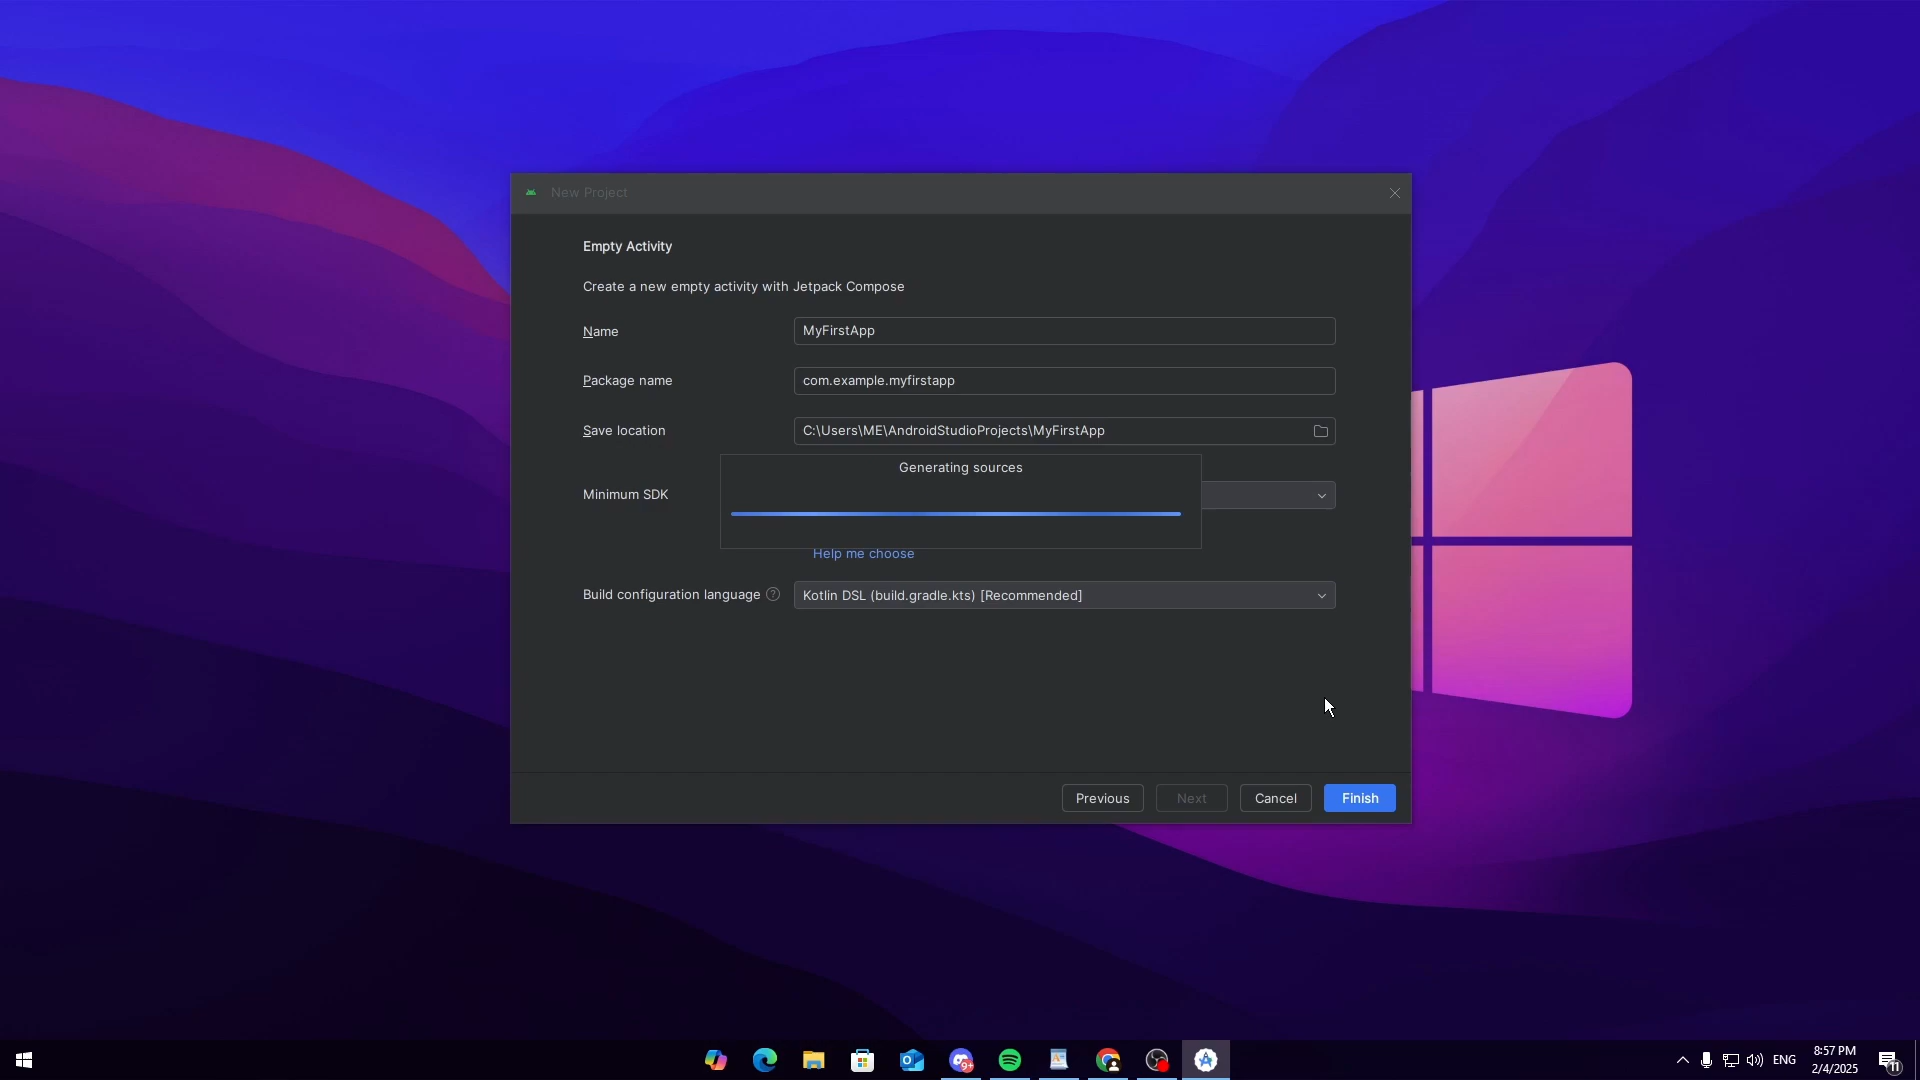 New Project
Empty Activity
Create a new empty activity with Jetpack Compose
Name
MyFirstApp
Package name
com.example.myfirstapp
Save location
C:\Users\ME\AndroidStudioProjects\MyFirstApp
Generating sources
Minimum SDK
Help me choose
Build configuration language ?
Kotlin DSL (build.gradle.kts) [Recommended]
Previous
Next
Cancel
Finish
9+
ENG
8:57 PM
2/4/2025
11